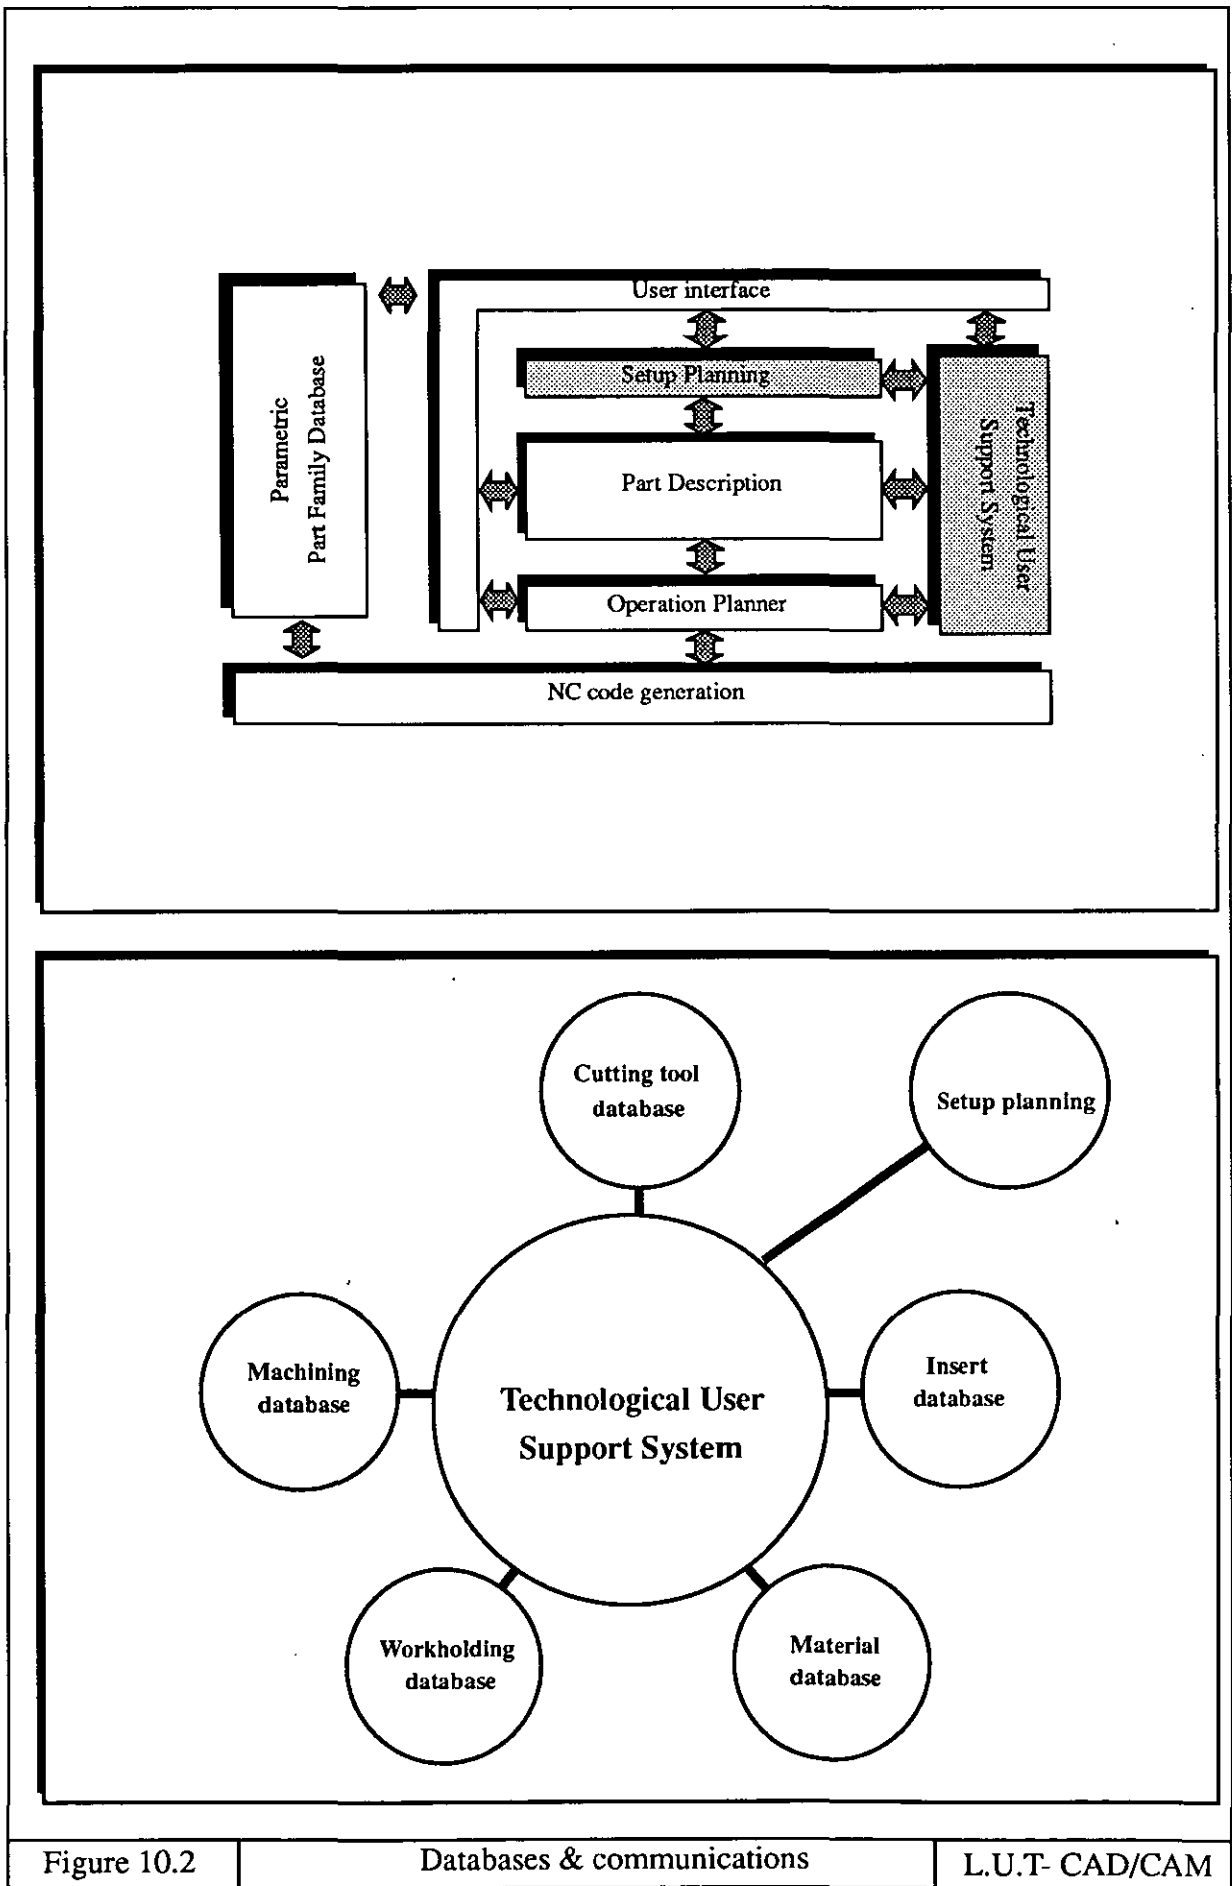 User interface
Parametric
Part Family Database
Setup Planning
Technological User
Support System
Part Description
Operation Planner
NC code generation
Cutting tool
database
Setup planning
Machining
database
Insert
database
Technological User
Support System
Workholding
database
Material
database
Figure 10.2
Databases & communications
L.U.T- CAD/CAM